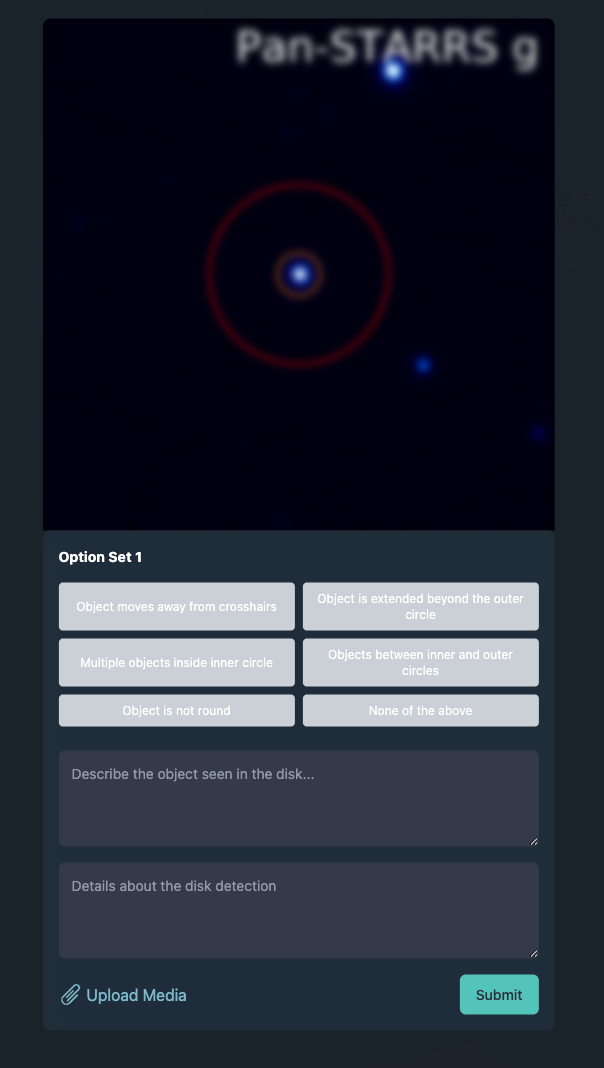 Pan-STARRS g
Option Set 1
Object moves away from crosshairs
Object is extended beyond the outer
circle
Multiple objects inside inner circle
Objects between inner and outer
circles
Object is not round
None of the above
Describe the object seen in the disk...
Details about the disk detection
Upload Media
Submit